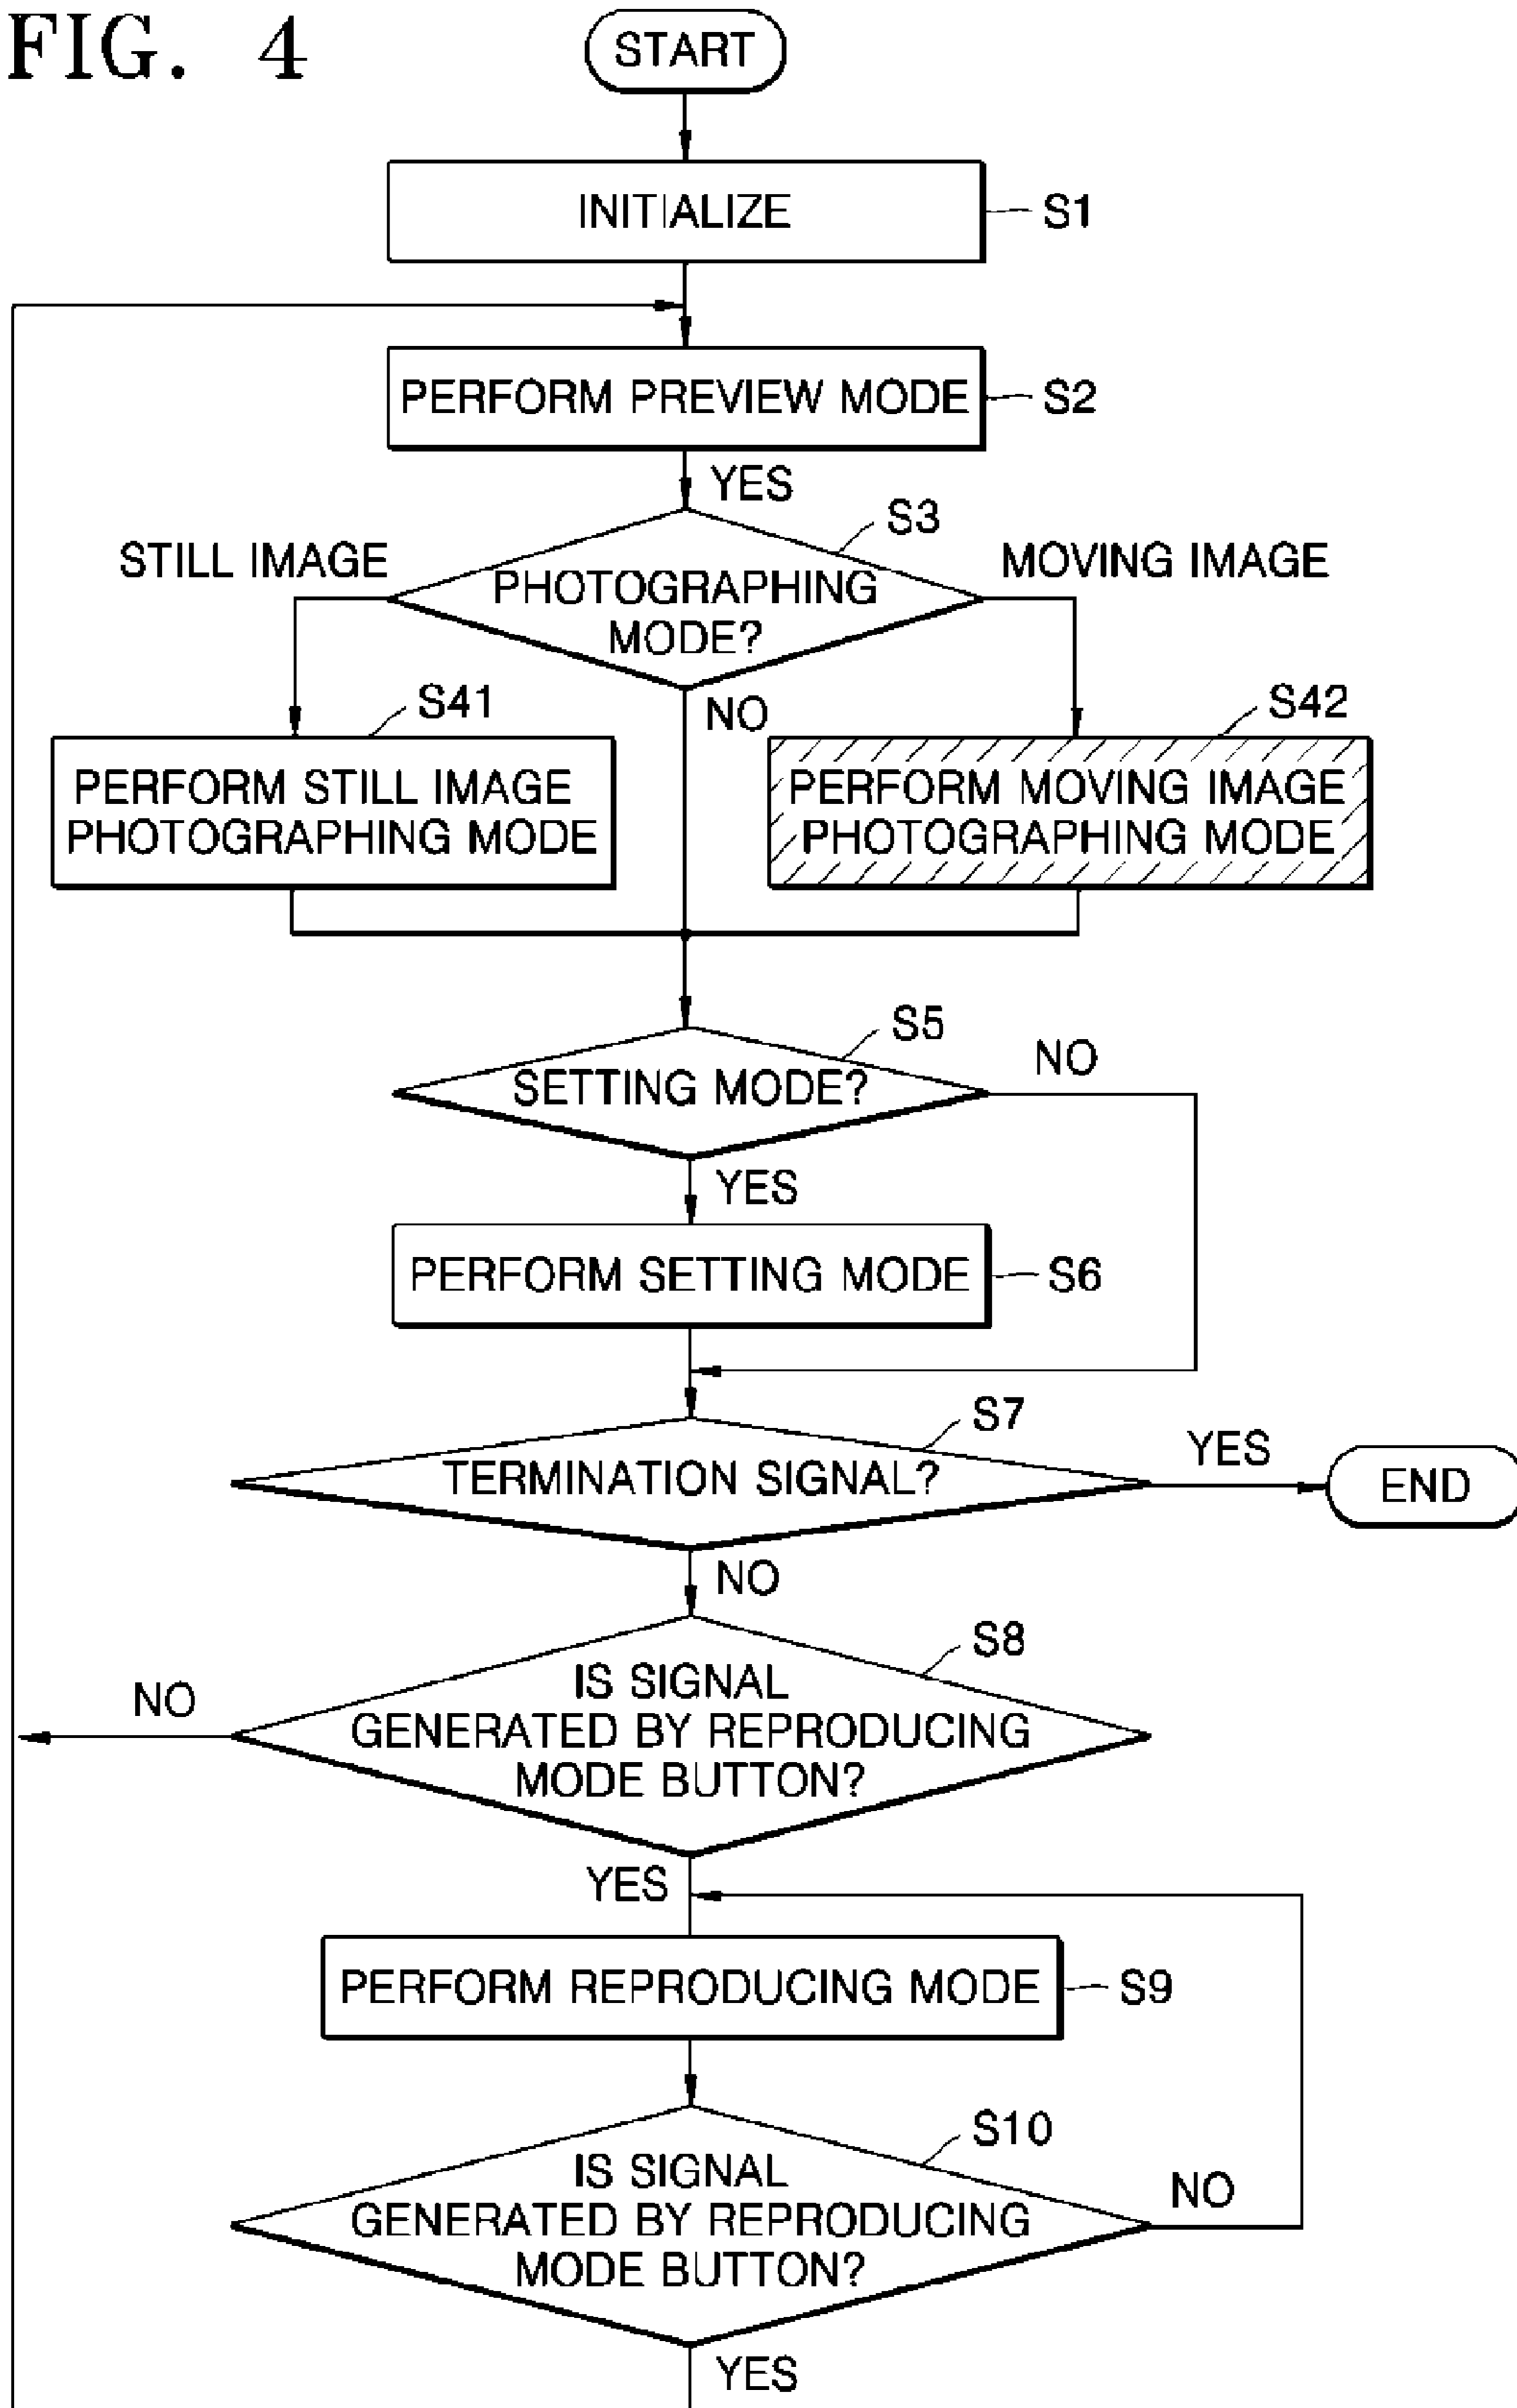 FIG. 4
START
INITIALIZE
S1
PERFORM PREVIEW MODE
S2
YES
S3
STILL IMAGE
MOVING IMAGE
PHOTOGRAPHING
MODE?
NO
S41
S42
PERFORM STILL IMAGE
PHOTOGRAPHING MODE
PERFORM MOVING IMAGE
PHOTOGRAPHING MODE
S5
NO
SETTING MODE?
YES
PERFORM SETTING MODE
S6
S7
YES
TERMINATION SIGNAL?
END
NO
S8
NO
IS SIGNAL
GENERATED BY REPRODUCING
MODE BUTTON?
YES
PERFORM REPRODUCING MODE
S9
S10
IS SIGNAL
GENERATED BY REPRODUCING
MODE BUTTON?
NO
YES